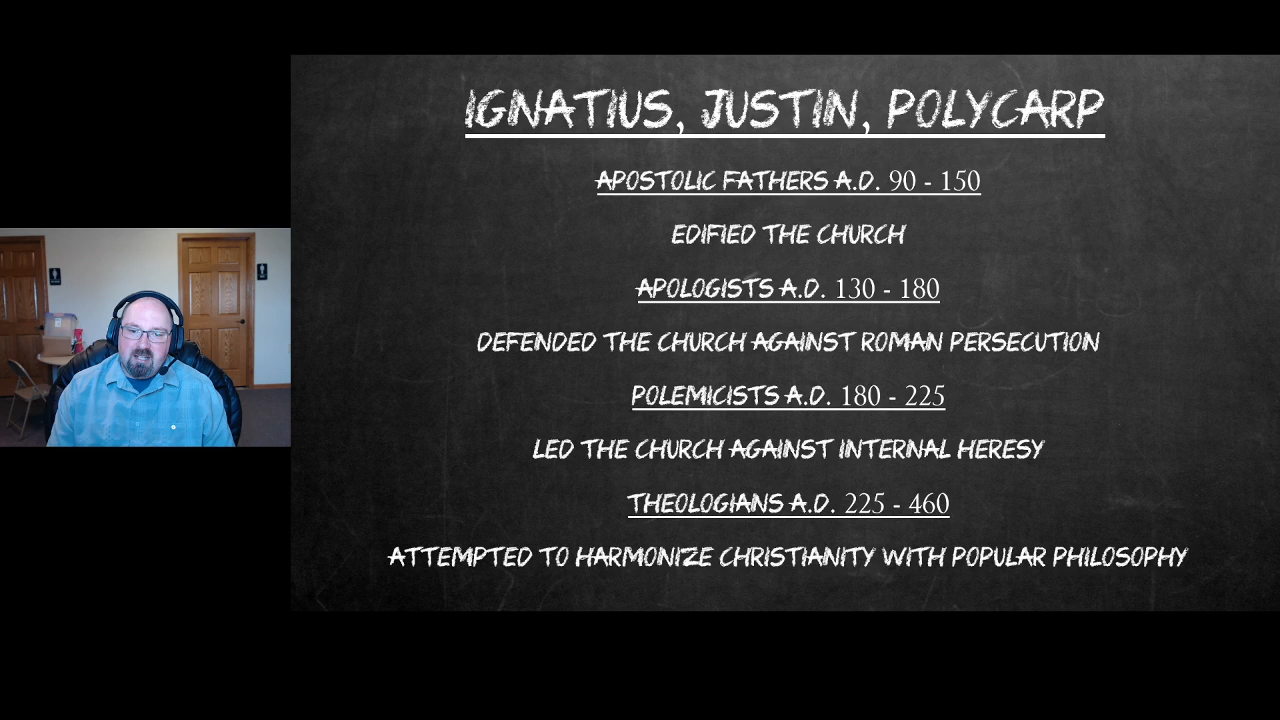 IGNATIUS, JUSTIN, POLYCARP
APOSTOLIC FATHERS A.D. 90 - 150
EDIFIED THE CHURCH
APOLOGISTS A.D. 130 - 180
DEFENDED THE CHURCH AGAINST ROMAN PERSECUTION
POLEMICISTS A.D. 180 - 225
LED THE CHURCH AGAINST INTERNAL HERESY
THEOLOGIANS A.D. 225 - 460
ATTEMPTED TO HARMONIZE CHRISTIANITY WITH POPULAR PHILOSOPHY